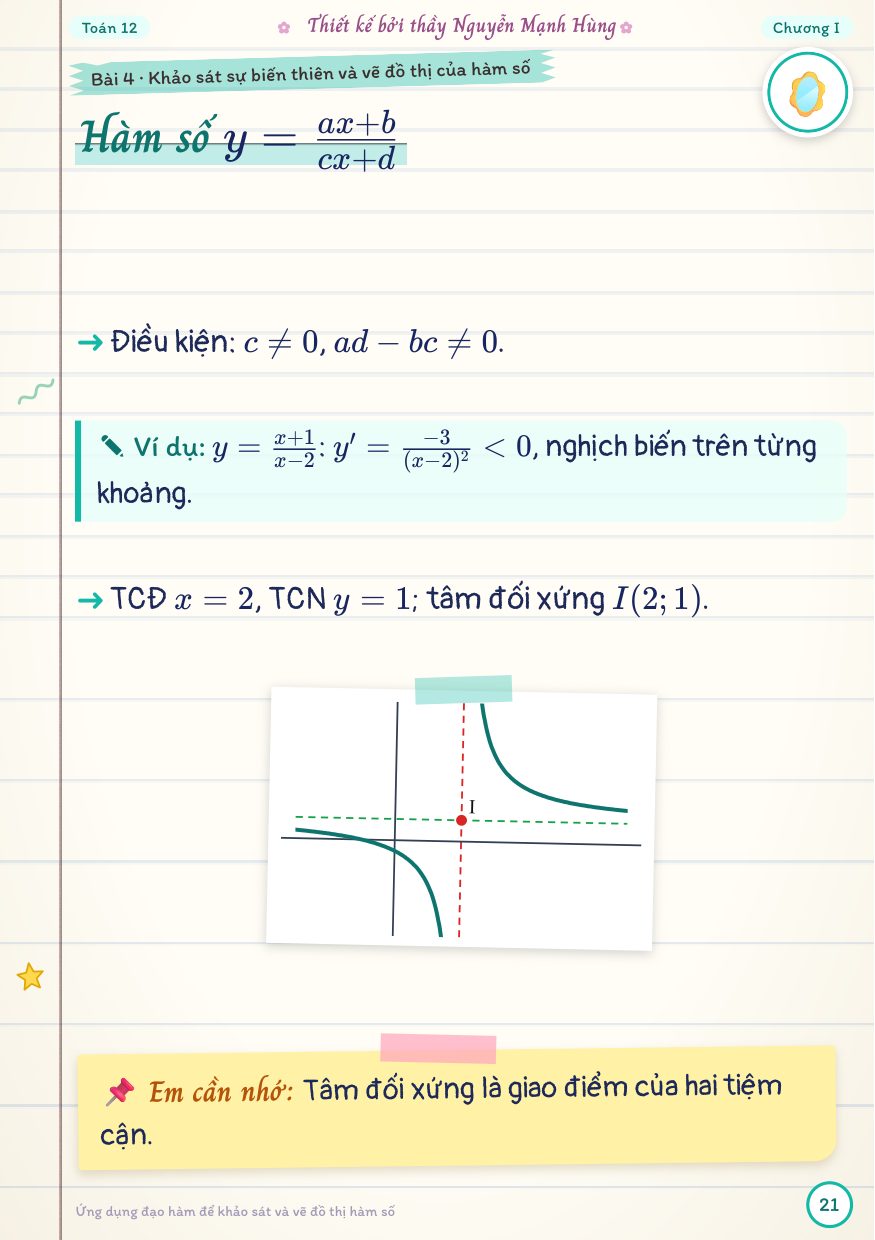 Toán 12
Thiết kế bởi thầy Nguyễn Mạnh Hùng
Chương I
Bài 4 · Khảo sát sự biến thiên và vẽ đồ thị của hàm số
Hàm số y = \frac{ax+b}{cx+d}
→ Điều kiện: c ≠ 0, ad − bc ≠ 0.
Ví dụ: y = \frac{x+1}{x−2}: y′ = \frac{−3}{(x−2)²} < 0, nghịch biến trên từng
khoảng.
→ TCĐ x = 2, TCN y = 1; tâm đối xứng I(2; 1).
I
Em cần nhớ: Tâm đối xứng là giao điểm của hai tiệm
cận.
Ứng dụng đạo hàm để khảo sát và vẽ đồ thị hàm số
21